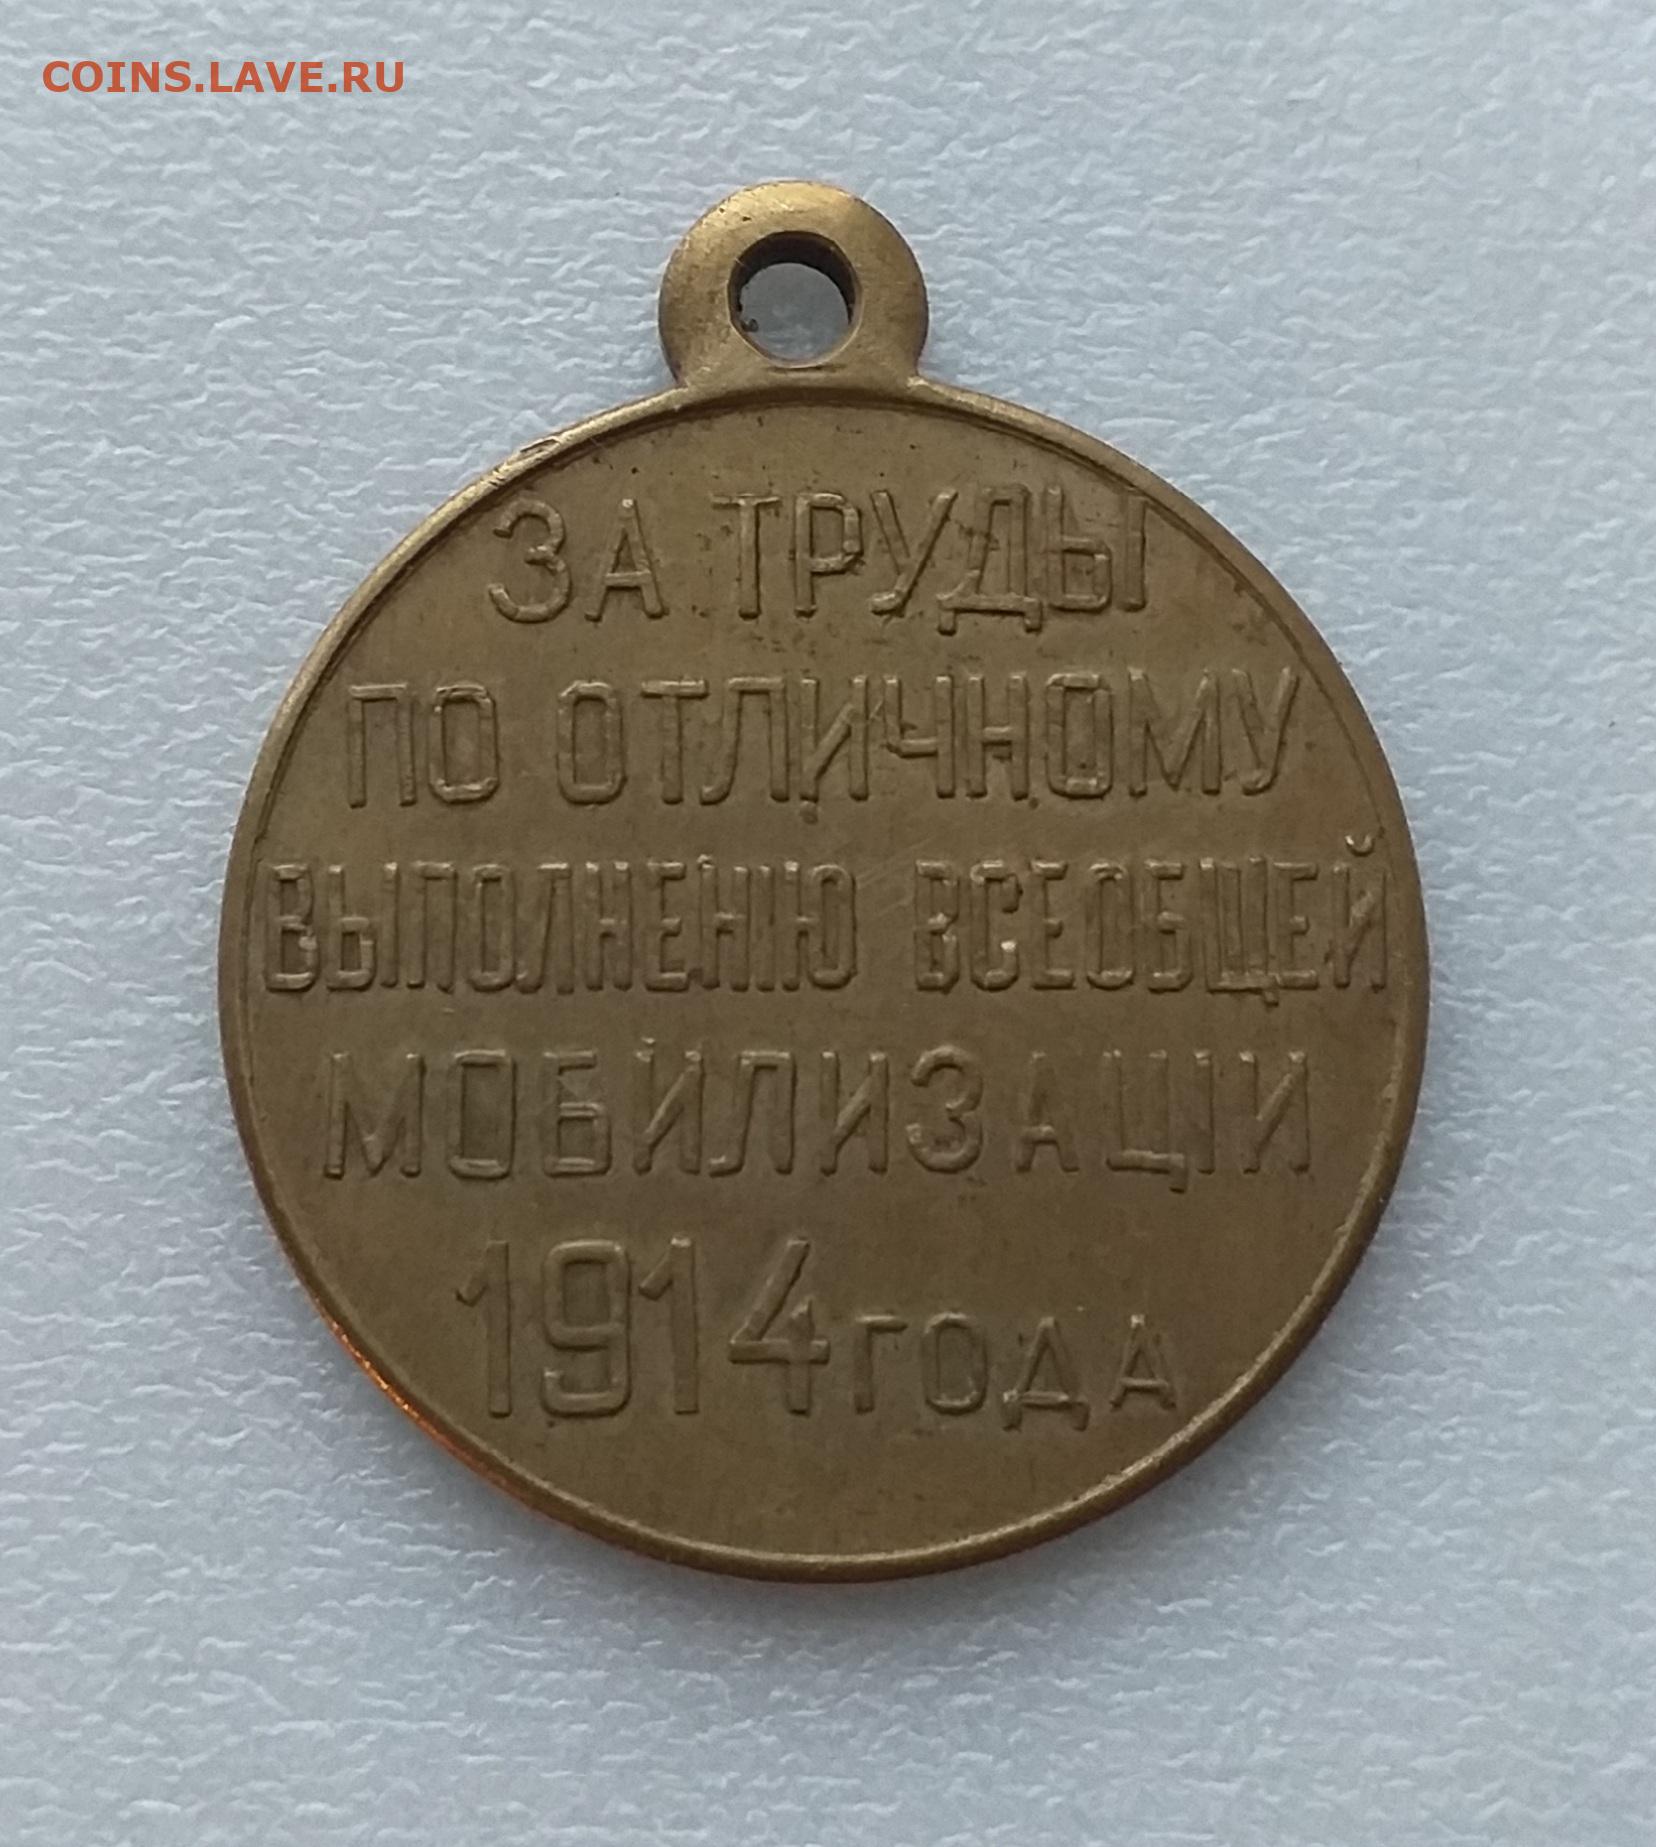 COINS.LAVE.RU
ЗА ТРУДЫ
ПО ОТЛИЧНОМУ
ВЫПОЛНЕНІЮ ВСЕОБЩЕЙ
МОБИЛИЗАЦІИ
1914 ГОДА